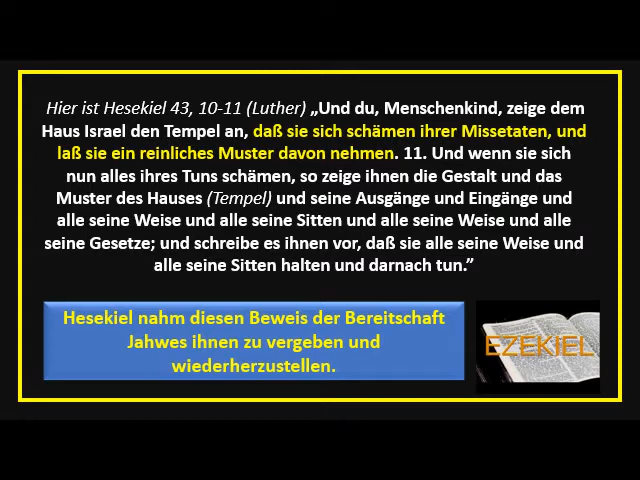 Hier ist Hesekiel 43, 10-11 (Luther) „Und du, Menschenkind, zeige dem
Haus Israel den Tempel an, daß sie sich schämen ihrer Missetaten, und
laß sie ein reinliches Muster davon nehmen. 11. Und wenn sie sich
nun alles ihres Tuns schämen, so zeige ihnen die Gestalt und das
Muster des Hauses (Tempel) und seine Ausgänge und Eingänge und
alle seine Weise und alle seine Sitten und alle seine Weise und alle
seine Gesetze; und schreibe es ihnen vor, daß sie alle seine Weise und
alle seine Sitten halten und darnach tun.”
Hesekiel nahm diesen Beweis der Bereitschaft
Jahwes ihnen zu vergeben und
wiederherzustellen.
EZEKIEL